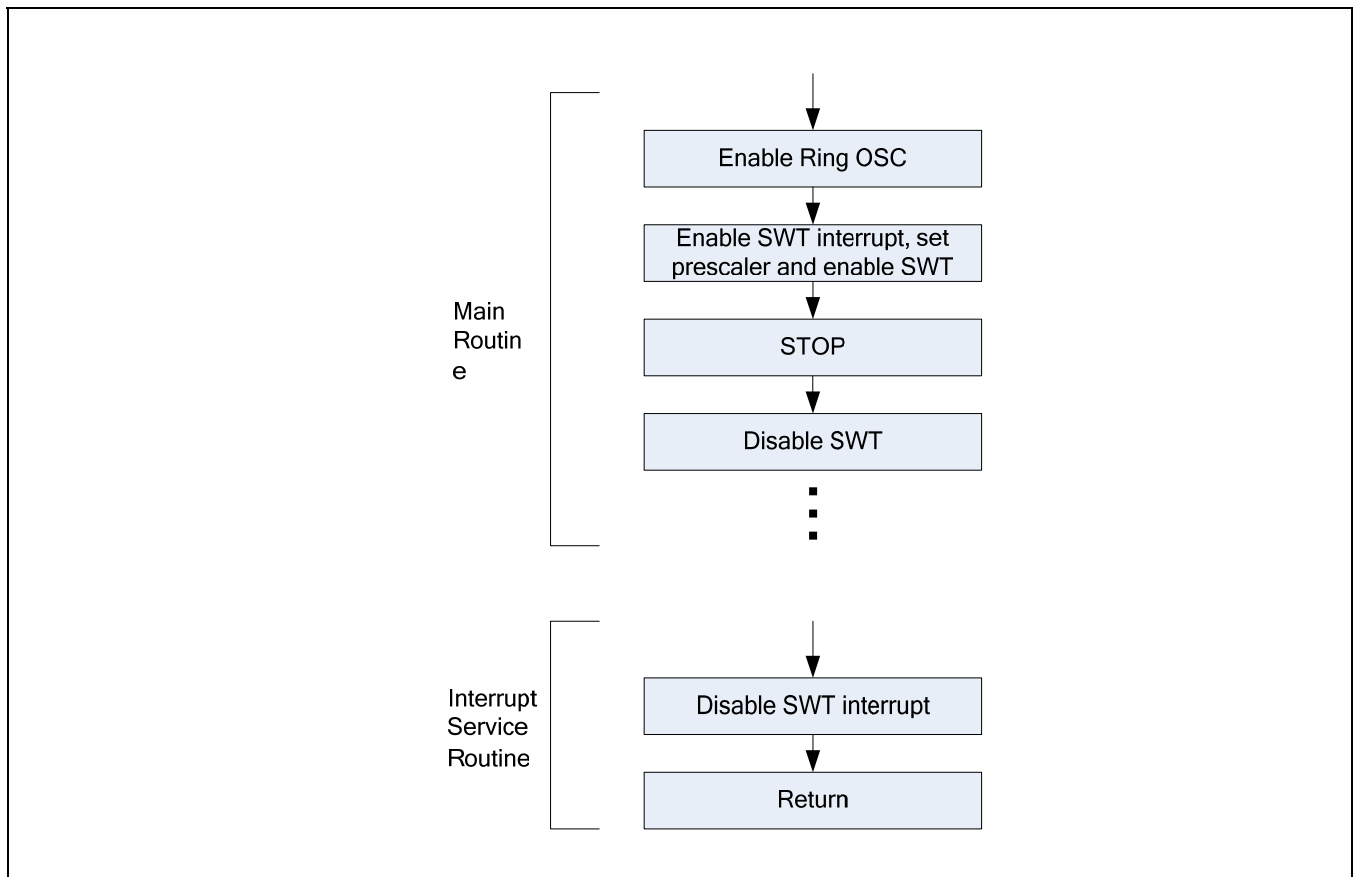 Enable Ring OSC
Enable SWT interrupt, set
prescaler and enable SWT
Main
Routin
e
STOP
Disable SWT
Interrupt
Service
Routine
Disable SWT interrupt
Return